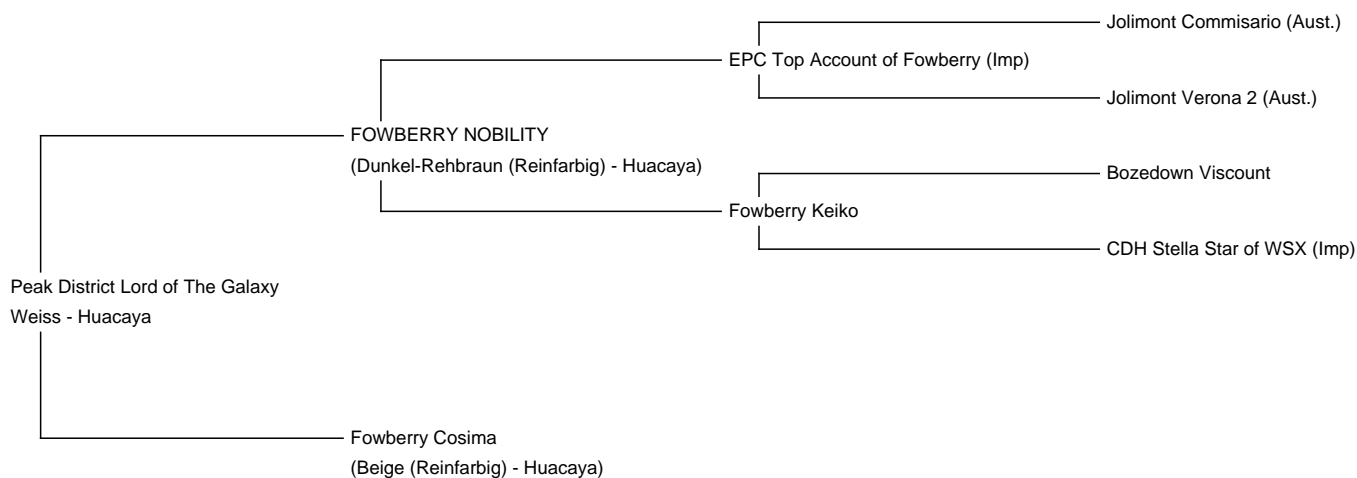 Jolimont Commisario (Aust.)
EPC Top Account of Fowberry (Imp)
Jolimont Verona 2 (Aust.)
FOWBERRY NOBILITY
(Dunkel-Rehbraun (Reinfarbig) - Huacaya)
Bozedown Viscount
Fowberry Keiko
CDH Stella Star of WSX (Imp)
Peak District Lord of The Galaxy
Weiss - Huacaya
Fowberry Cosima
(Beige (Reinfarbig) - Huacaya)